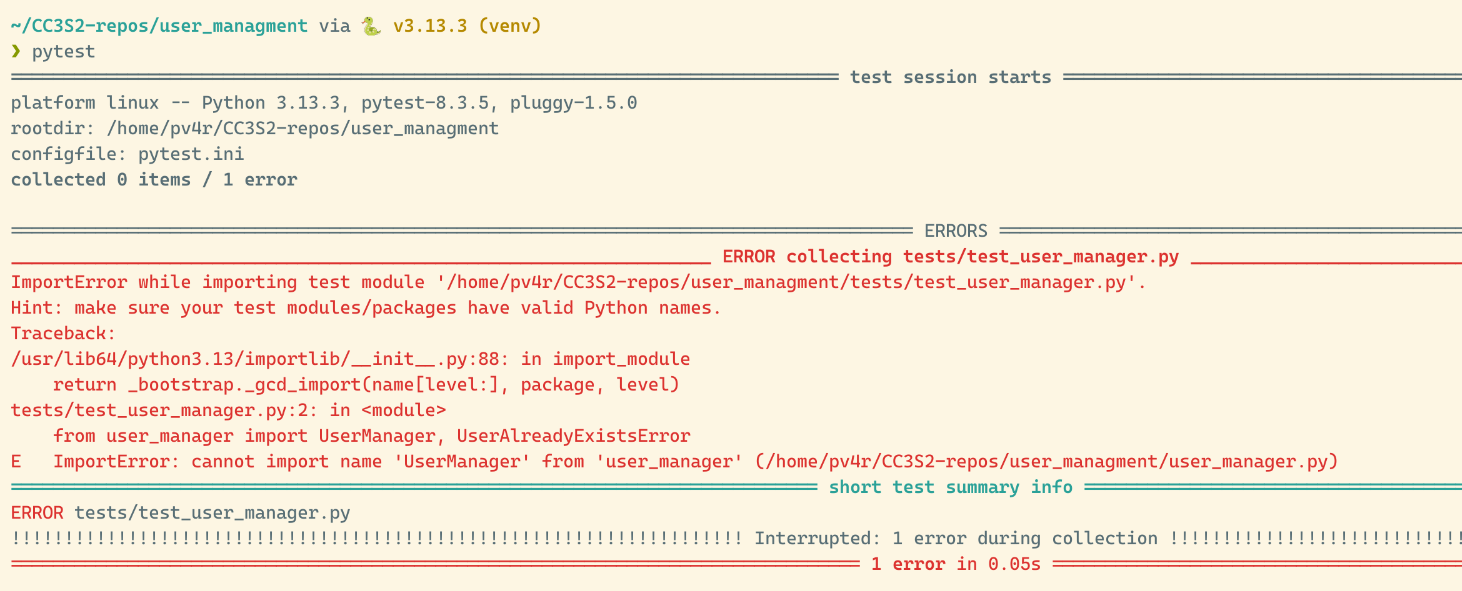 ~/CC3S2-repos/user_managment via 🐍 v3.13.3 (venv)
❯ pytest
test session starts
platform linux -- Python 3.13.3, pytest-8.3.5, pluggy-1.5.0
rootdir: /home/pv4r/CC3S2-repos/user_managment
configfile: pytest.ini
collected 0 items / 1 error
ERRORS
ERROR collecting tests/test_user_manager.py
ImportError while importing test module '/home/pv4r/CC3S2-repos/user_managment/tests/test_user_manager.py'.
Hint: make sure your test modules/packages have valid Python names.
Traceback:
/usr/lib64/python3.13/importlib/__init__.py:88: in import_module
    return _bootstrap._gcd_import(name[level:], package, level)
tests/test_user_manager.py:2: in <module>
    from user_manager import UserManager, UserAlreadyExistsError
E   ImportError: cannot import name 'UserManager' from 'user_manager' (/home/pv4r/CC3S2-repos/user_managment/user_manager.py)
short test summary info
ERROR tests/test_user_manager.py
!!!!!!!!!!!!!!!!!!!!!!!!!!!!!!!!!!!!!!!!!!!!!!!!!!!!!!!!!!!!!!!!!!!!! Interrupted: 1 error during collection !!!!!!!!!!!!!!!!!!!!!!!!!!!!
1 error in 0.05s